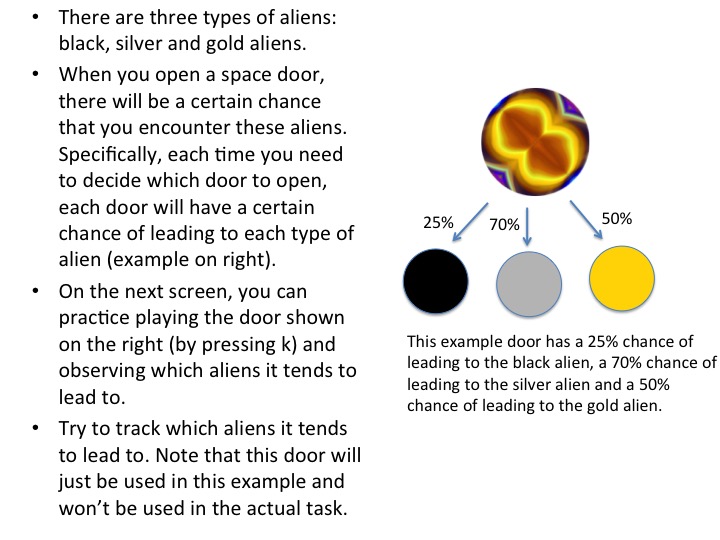 • There are three types of aliens:
black, silver and gold aliens.
• When you open a space door,
there will be a certain chance
that you encounter these aliens.
Specifically, each time you need
to decide which door to open,
each door will have a certain
chance of leading to each type of
alien (example on right).
• On the next screen, you can
practice playing the door shown
on the right (by pressing k) and
observing which aliens it tends to
lead to.
• Try to track which aliens it tends
to lead to. Note that this door will
just be used in this example and
won’t be used in the actual task.
25%
70%
50%
This example door has a 25% chance of
leading to the black alien, a 70% chance of
leading to the silver alien and a 50%
chance of leading to the gold alien.